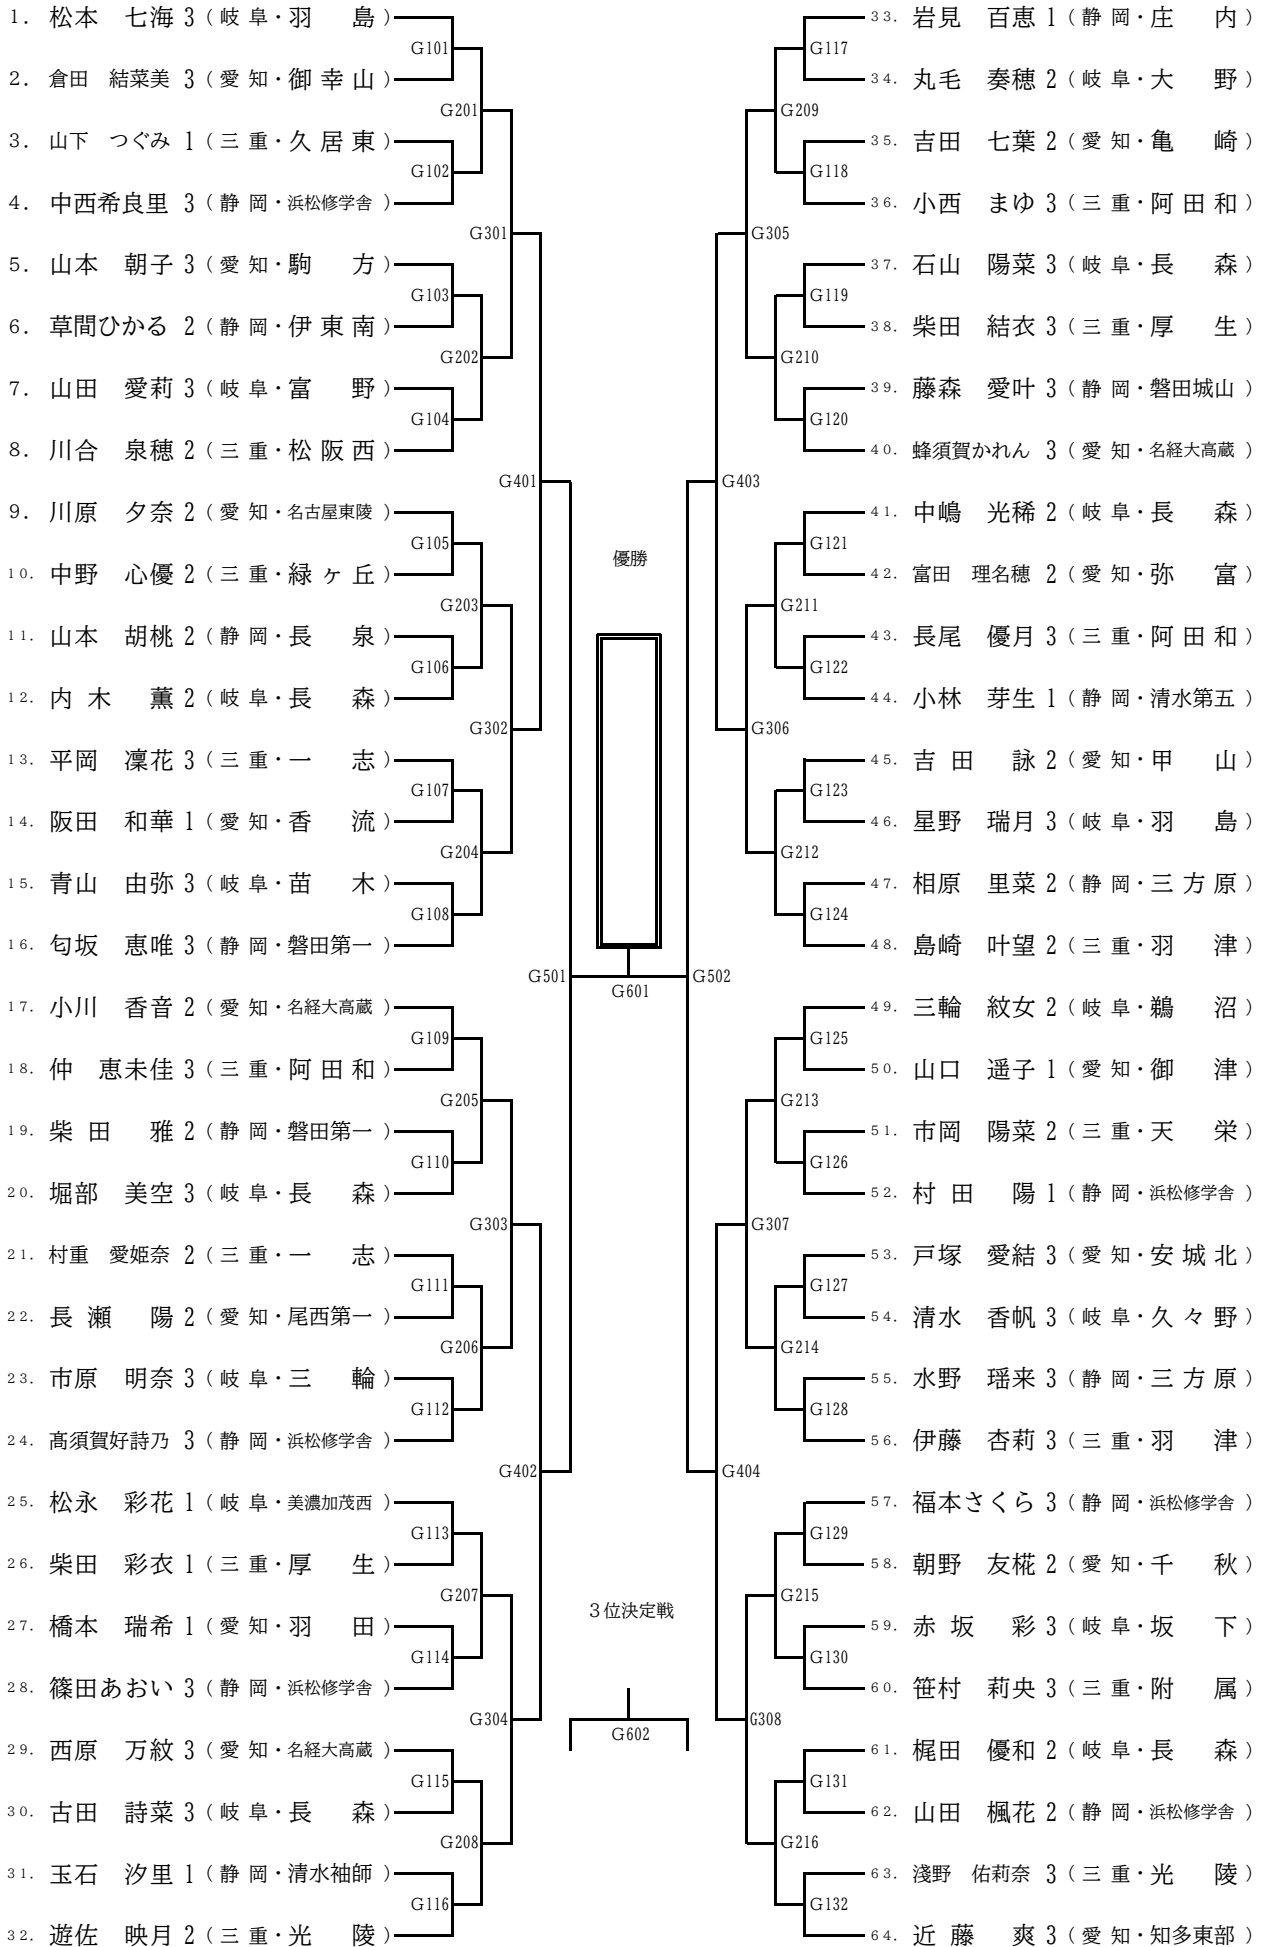 1. 松本　七海 3 (岐阜・羽島)
G101
2. 倉田　結菜美 3 (愛知・御幸山)
G201
3. 山下　つぐみ 1 (三重・久居東)
G102
4. 中西希良里 3 (静岡・浜松修学舎)
G301
5. 山本　朝子 3 (愛知・駒方)
G103
6. 草間ひかる 2 (静岡・伊東南)
G202
7. 山田　愛莉 3 (岐阜・富野)
G104
8. 川合　泉穂 2 (三重・松阪西)
G401
9. 川原　夕奈 2 (愛知・名古屋東陵)
G105
10. 中野　心優 2 (三重・緑ヶ丘)
G203
11. 山本　胡桃 2 (静岡・長泉)
G106
12. 内木　薫 2 (岐阜・長森)
G302
13. 平岡　凜花 3 (三重・一志)
G107
14. 阪田　和華 1 (愛知・香流)
G204
15. 青山　由弥 3 (岐阜・苗木)
G108
16. 匂坂　恵唯 3 (静岡・磐田第一)
G501
17. 小川　香音 2 (愛知・名経大高蔵)
G109
18. 仲　恵未佳 3 (三重・阿田和)
G205
19. 柴田　雅 2 (静岡・磐田第一)
G110
20. 堀部　美空 3 (岐阜・長森)
G303
21. 村重　愛姫奈 2 (三重・一志)
G111
22. 長瀬　陽 2 (愛知・尾西第一)
G206
23. 市原　明奈 3 (岐阜・三輪)
G112
24. 髙須賀好詩乃 3 (静岡・浜松修学舎)
G402
25. 松永　彩花 1 (岐阜・美濃加茂西)
G113
26. 柴田　彩衣 1 (三重・厚生)
G207
27. 橋本　瑞希 1 (愛知・羽田)
G114
28. 篠田あおい 3 (静岡・浜松修学舎)
G304
29. 西原　万紋 3 (愛知・名経大高蔵)
G115
30. 古田　詩菜 3 (岐阜・長森)
G208
31. 玉石　汐里 1 (静岡・清水袖師)
G116
32. 遊佐　映月 2 (三重・光陵)
優勝
G601
3位決定戦
G602
33. 岩見　百恵 1 (静岡・庄内)
G117
34. 丸毛　奏穂 2 (岐阜・大野)
G209
35. 吉田　七葉 2 (愛知・亀崎)
G118
36. 小西　まゆ 3 (三重・阿田和)
G305
37. 石山　陽菜 3 (岐阜・長森)
G119
38. 柴田　結衣 3 (三重・厚生)
G210
39. 藤森　愛叶 3 (静岡・磐田城山)
G120
40. 蜂須賀かれん 3 (愛知・名経大高蔵)
G403
41. 中嶋　光稀 2 (岐阜・長森)
G121
42. 富田　理名穂 2 (愛知・弥富)
G211
43. 長尾　優月 3 (三重・阿田和)
G122
44. 小林　芽生 1 (静岡・清水第五)
G306
45. 吉田　詠 2 (愛知・甲山)
G123
46. 星野　瑞月 3 (岐阜・羽島)
G212
47. 相原　里菜 2 (静岡・三方原)
G124
48. 島崎　叶望 2 (三重・羽津)
G502
49. 三輪　紋女 2 (岐阜・鵜沼)
G125
50. 山口　遥子 1 (愛知・御津)
G213
51. 市岡　陽菜 2 (三重・天栄)
G126
52. 村田　陽 1 (静岡・浜松修学舎)
G307
53. 戸塚　愛結 3 (愛知・安城北)
G127
54. 清水　香帆 3 (岐阜・久々野)
G214
55. 水野　瑶来 3 (静岡・三方原)
G128
56. 伊藤　杏莉 3 (三重・羽津)
G404
57. 福本さくら 3 (静岡・浜松修学舎)
G129
58. 朝野　友椛 2 (愛知・千秋)
G215
59. 赤坂　彩 3 (岐阜・坂下)
G130
60. 笹村　莉央 3 (三重・附属)
G308
61. 梶田　優和 2 (岐阜・長森)
G131
62. 山田　楓花 2 (静岡・浜松修学舎)
G216
63. 淺野　佑莉奈 3 (三重・光陵)
G132
64. 近藤　爽 3 (愛知・知多東部)